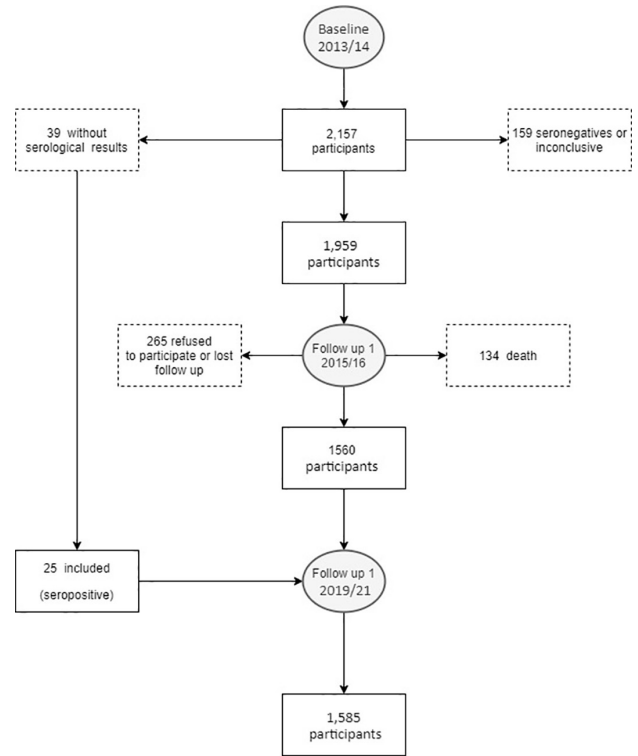 Baseline
2013/14
39 without
serological results
2,157
participants
159 seronegatives or
inconclusive
1,959
participants
265 refused
to participate or lost
follow up
Follow up 1
2015/16
134 death
1560
participants
25 included
(seropositive)
Follow up 1
2019/21
1,585
participants